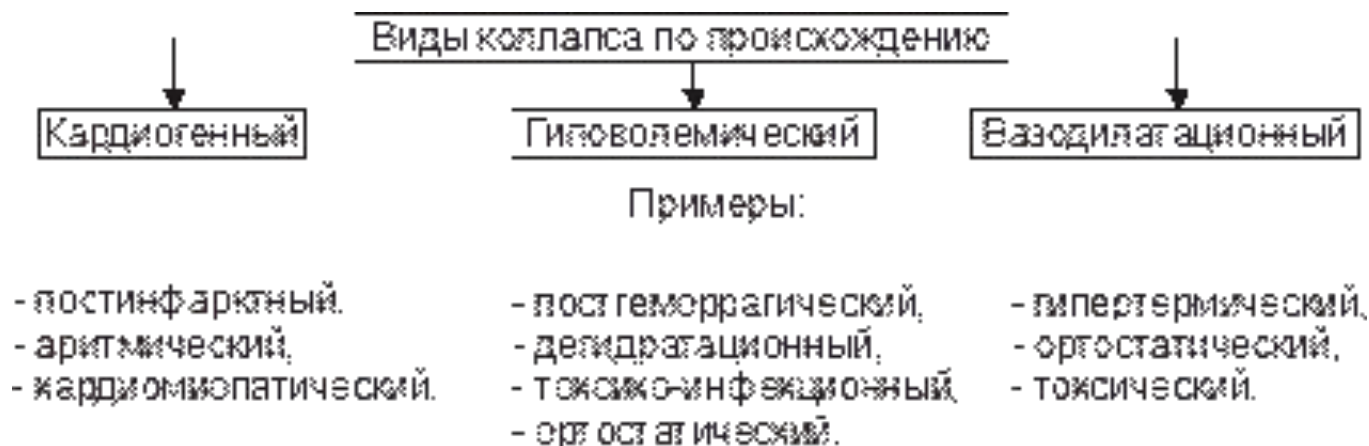 Виды коллапса по происхождению
Кардиогенный
Гиповолемический
Вазодилатационный
Примеры:
- постинфарктный.
- аритмический,
- кардиомиопатический.
- постгеморрагический,
- дегидратационный,
- токсико-инфекционный,
- ортостатический.
- гипертермический,
- ортостатический,
- токсический.